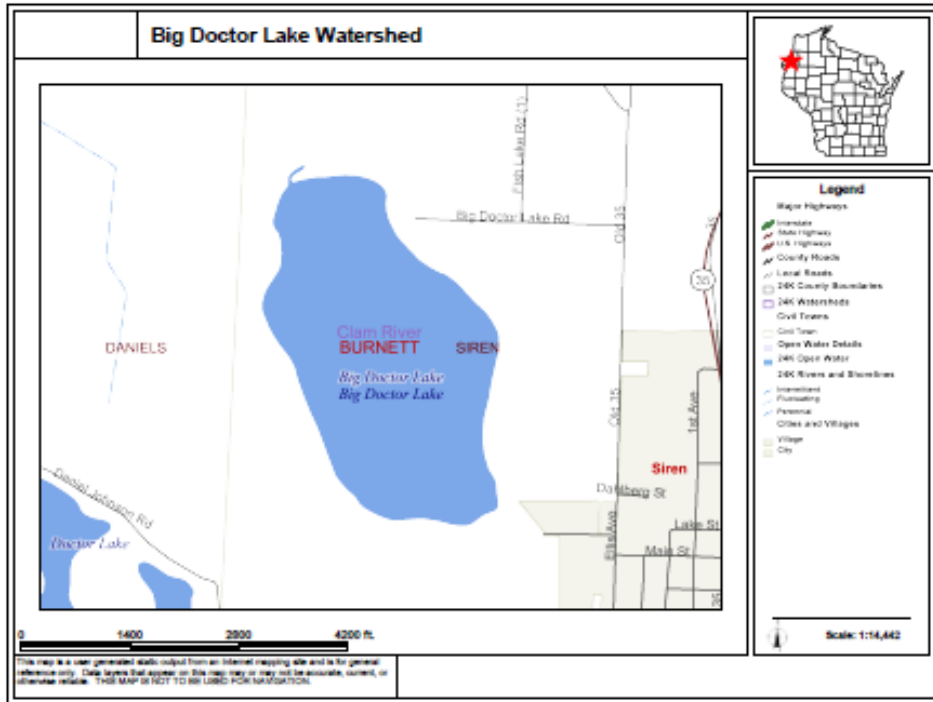 Big Doctor Lake Watershed
Fish Lake Rd (1)
Big Doctor Lake Rd
Old 35
35
35
Clam River
DANIELS
BURNETT
SIREN
Big Doctor Lake
Big Doctor Lake
Old 35
1st Ave
Siren
Dahlberg St
Daniel Johnson Rd
Doctor Lake
Ellis Ave
Lake St
Main St
35
0 1400 2800 4200 ft.
This map is a user generated static output from an Internet mapping site and is for general
reference only. Data layers that appear on this map may or may not be accurate, current, or
otherwise reliable. THIS MAP IS NOT TO BE USED FOR NAVIGATION.
Legend
Major Highways
Interstate
State Highway
U.S. Highways
County Roads
Local Roads
24K County Boundaries
24K Watersheds
Civil Towns
Civil Town
Open Water Details
24K Open Water
24K Rivers and Shorelines
Intermittent
Fluctuating
Perennial
Cities and Villages
Village
City
Scale: 1:14,442